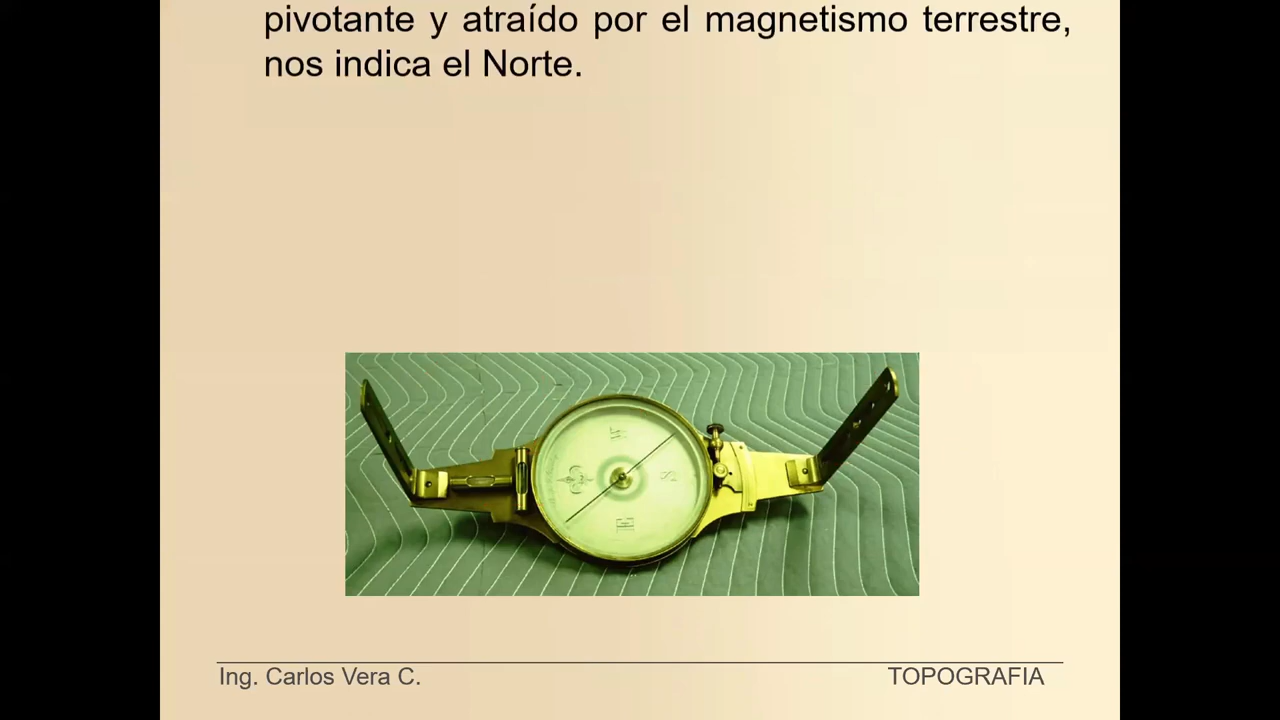 pivotante y atraído por el magnetismo terrestre,
nos indica el Norte.
W
S
E
Ing. Carlos Vera C.
TOPOGRAFIA